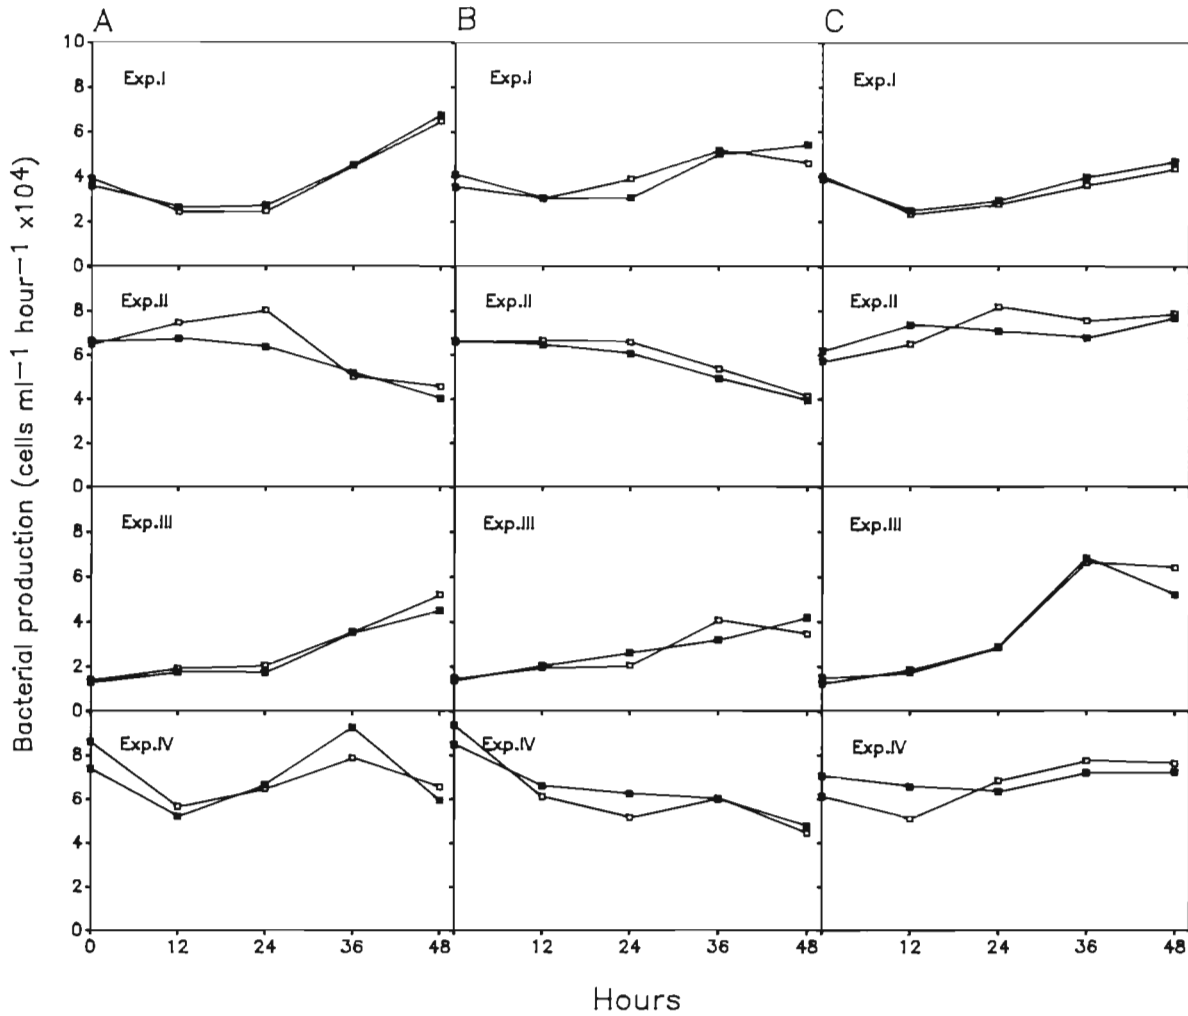 A B C
10
8
6
4
2
0
Exp.I Exp.I Exp.I
8
6
4
2
0
Exp.II Exp.II Exp.II
8
6
4
2
0
Exp.III Exp.III Exp.III
8
6
4
2
0
Exp.IV Exp.IV Exp.IV
0 12 24 36 48 12 24 36 48 12 24 36 48
Hours
Bacterial production (cells ml−1 hour−1 x104)